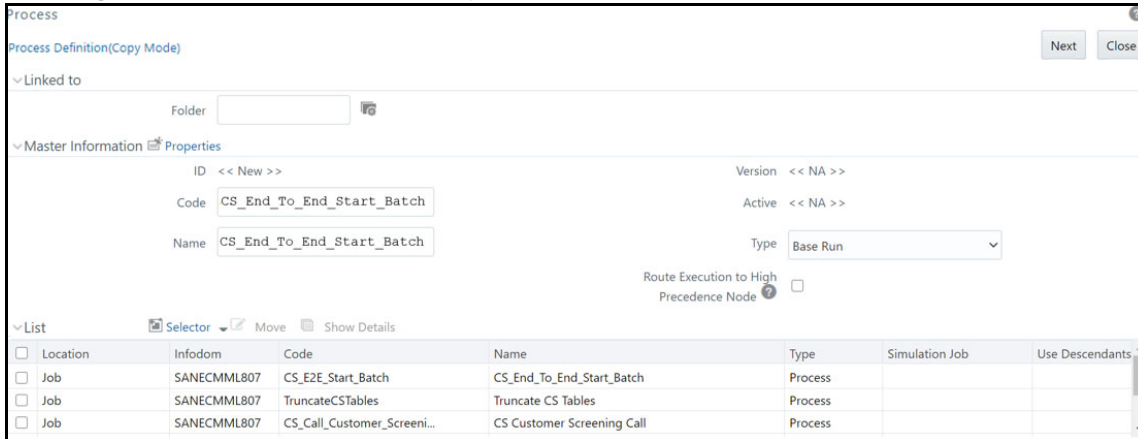 Process
Process Definition(Copy Mode)
Next
Close
Linked to
Folder
Master Information Properties
ID << New >>
Version << NA >>
Code CS_End_To_End_Start_Batch
Active << NA >>
Name CS_End_To_End_Start_Batch
Type Base Run
Route Execution to High
Precedence Node ?
List Selector Move Show Details
Location Infodom Code Name Type Simulation Job Use Descendants
Job SANECMML807 CS_E2E_Start_Batch CS_End_To_End_Start_Batch Process
Job SANECMML807 TruncateCSTables Truncate CS Tables Process
Job SANECMML807 CS_Call_Customer_Screeni... CS Customer Screening Call Process